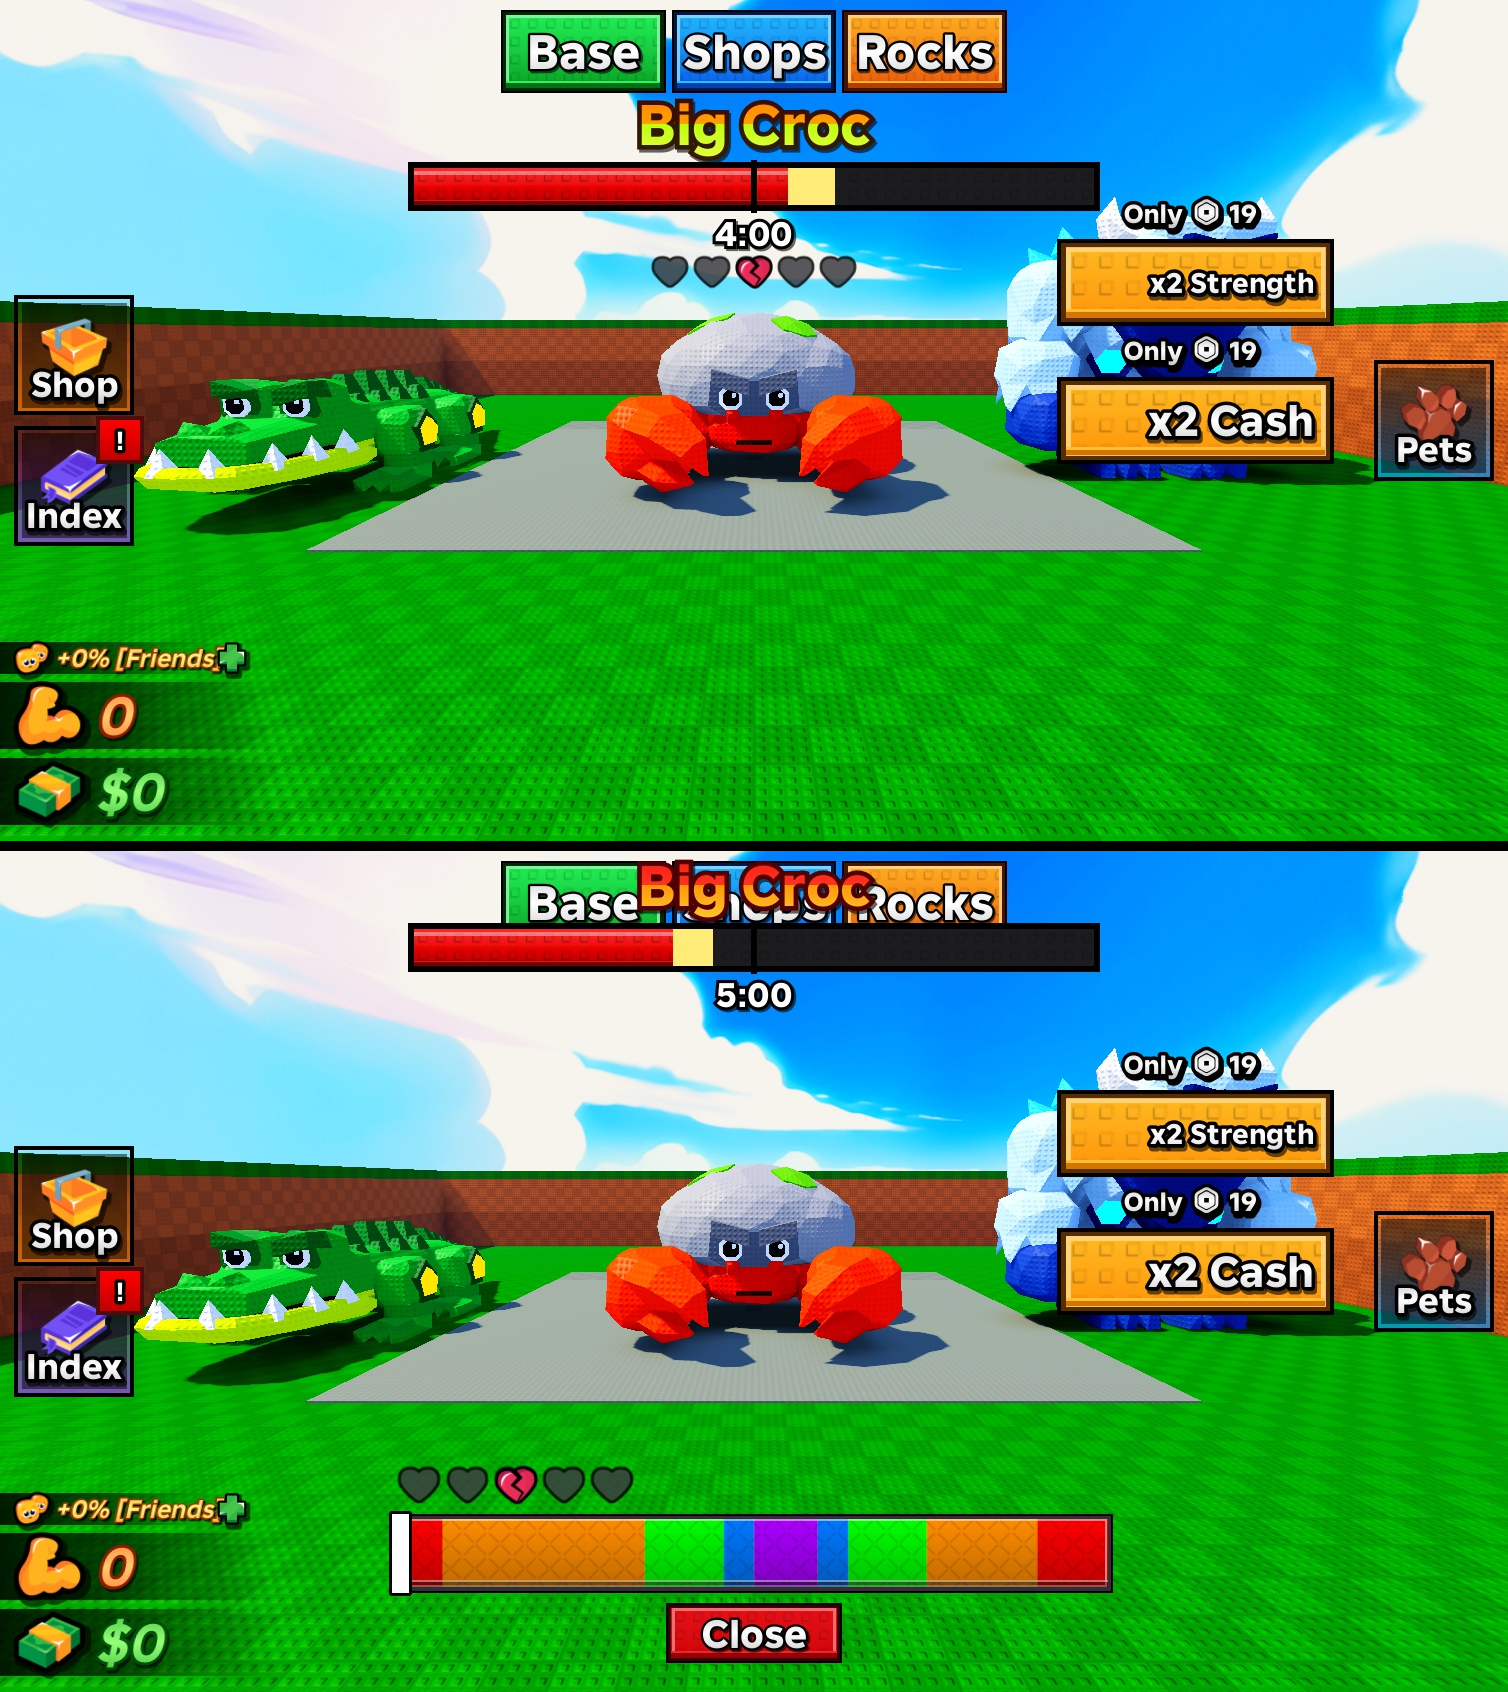 Base Shops Rocks
Big Croc
4:00
Only 19
x2 Strength
Only 19
x2 Cash
Shop
!
Index
Pets
+0% [Friends]
0
$0
Base Shops Rocks
Big Croc
5:00
Only 19
x2 Strength
Only 19
x2 Cash
Shop
!
Index
Pets
+0% [Friends]
0
$0
Close